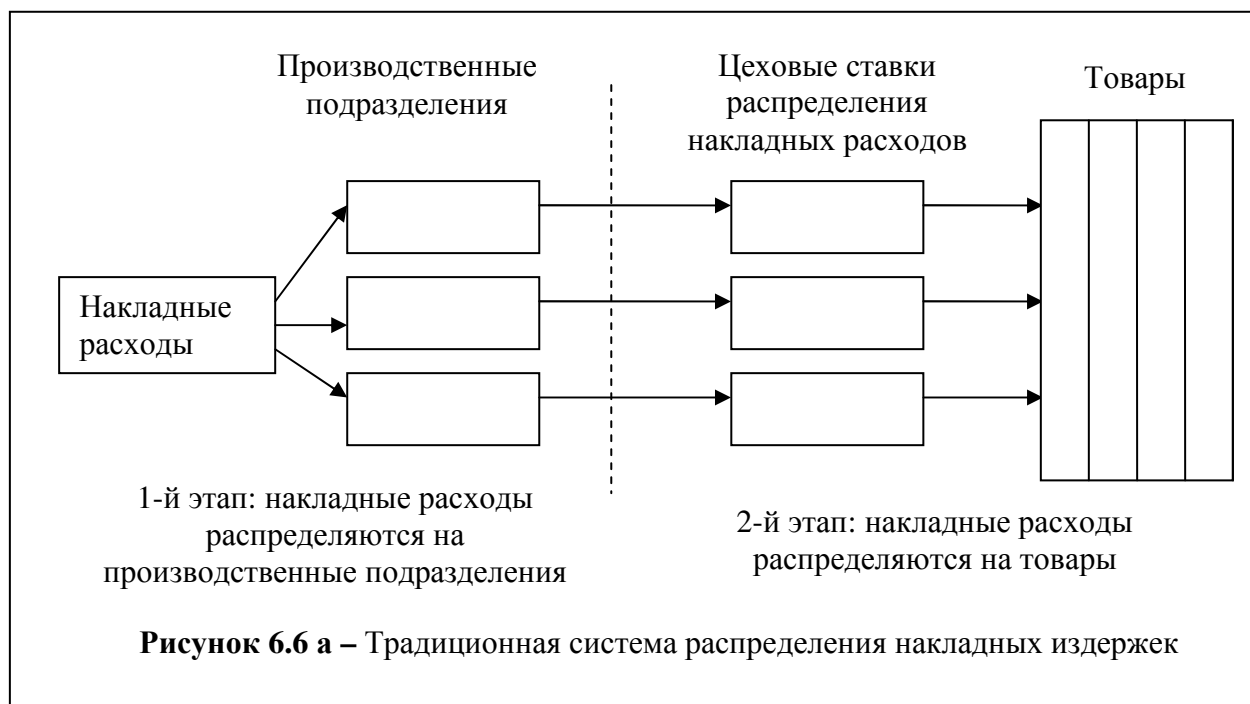 Производственные
подразделения
Цеховые ставки
распределения
накладных расходов
Товары
Накладные
расходы
1-й этап: накладные расходы
распределяются на
производственные подразделения
2-й этап: накладные расходы
распределяются на товары
Рисунок 6.6 а – Традиционная система распределения накладных издержек